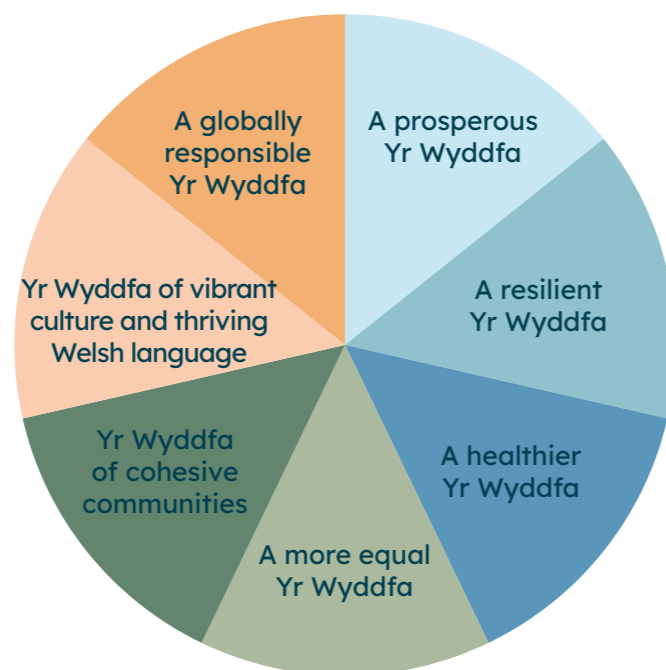 A prosperous
Yr Wyddfa
A resilient
Yr Wyddfa
A healthier
Yr Wyddfa
A more equal
Yr Wyddfa
Yr Wyddfa
of cohesive
communities
Yr Wyddfa of vibrant
culture and thriving
Welsh language
A globally
responsible
Yr Wyddfa